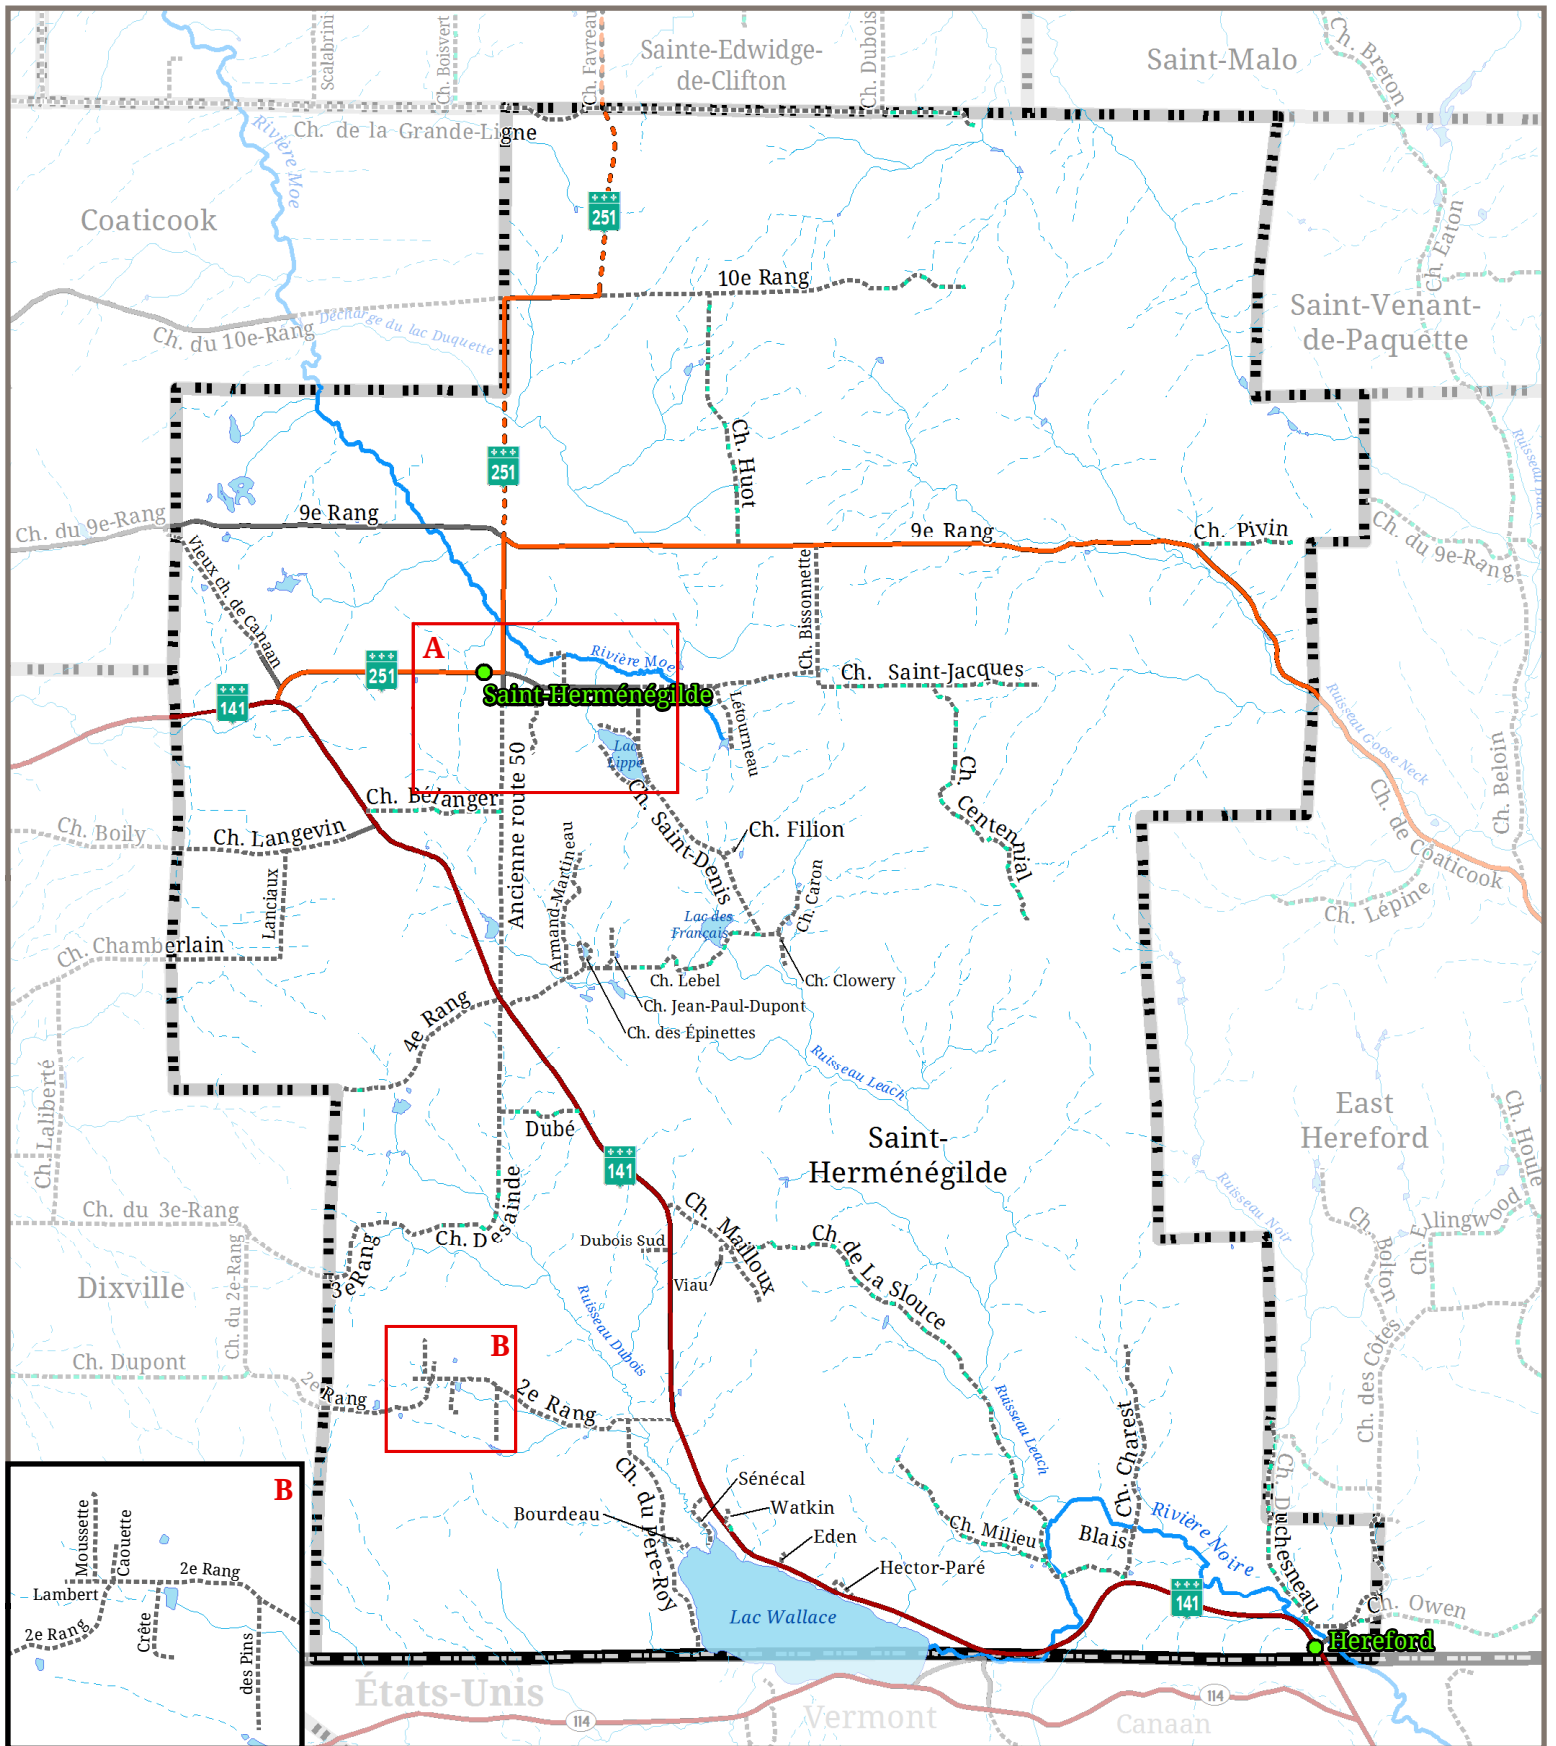 Scalabrini
Ch. Boisvert
Ch. Favreau
Sainte-Edwidge-
de-Clifton
Ch. Dubois
Saint-Malo
Ch. Breton
Ch. de la Grande-Ligne
Rivière Moe
Coaticook
251
Ch. Eaton
10e Rang
Saint-Venant-
de-Paquette
Ch. du 10e-Rang
Décharge du lac Duquette
Ch. Huot
251
Ruisseau Buck
Ch. du 9e-Rang
9e Rang
9e Rang
Ch. Pivin
Ch. du 9e-Rang
Vieux ch. de Canaan
Ch. Bissonnette
A
Rivière Moe
251
Saint-Herménégilde
Ch. Saint-Jacques
141
Létourneau
Ruisseau Goose Neck
Lac
Lippé
Ancienne route 50
Ch. Bélanger
Ch. Centennial
Ch. Beloin
Ch. Boily
Ch. Langevin
Ch. Saint-Denis
Ch. Filion
Ch. de Coaticook
Lanciaux
Armand-Martineau
Ch. Caron
Ch. Lépine
Lac des
Français
Ch. Chamberlain
Ch. Lebel
Ch. Clowery
Ch. Jean-Paul-Dupont
4e Rang
Ch. des Épinettes
Ruisseau Leach
Ch. Laliberté
East
Hereford
Ch. Houle
Dubé
Saint-
Herménégilde
141
Ruisseau Noir
Ch. du 3e-Rang
Ch. Desainde
Ch. Mailloux
Ch. Bolton
Ch. Ellingwood
Dubois Sud
Ch. de La Slouce
3e Rang
Ch. du 2e-Rang
Dixville
Viau
Ruisseau Dubois
Ch. des Côtes
B
Ch. Dupont
2e Rang
2e Rang
Ruisseau Leach
Ch. Charest
Ch. du Père-Roy
Sénécal
Bourdeau
Watkin
Eden
Hector-Paré
Ch. Milieu
Blais
Rivière Noire
Ch. Duchesneau
B
Moussette
Caouette
2e Rang
Lambert
Crête
2e Rang
des Pins
Lac Wallace
141
Ch. Owen
Hereford
États-Unis
114
Vermont
114
Canaan